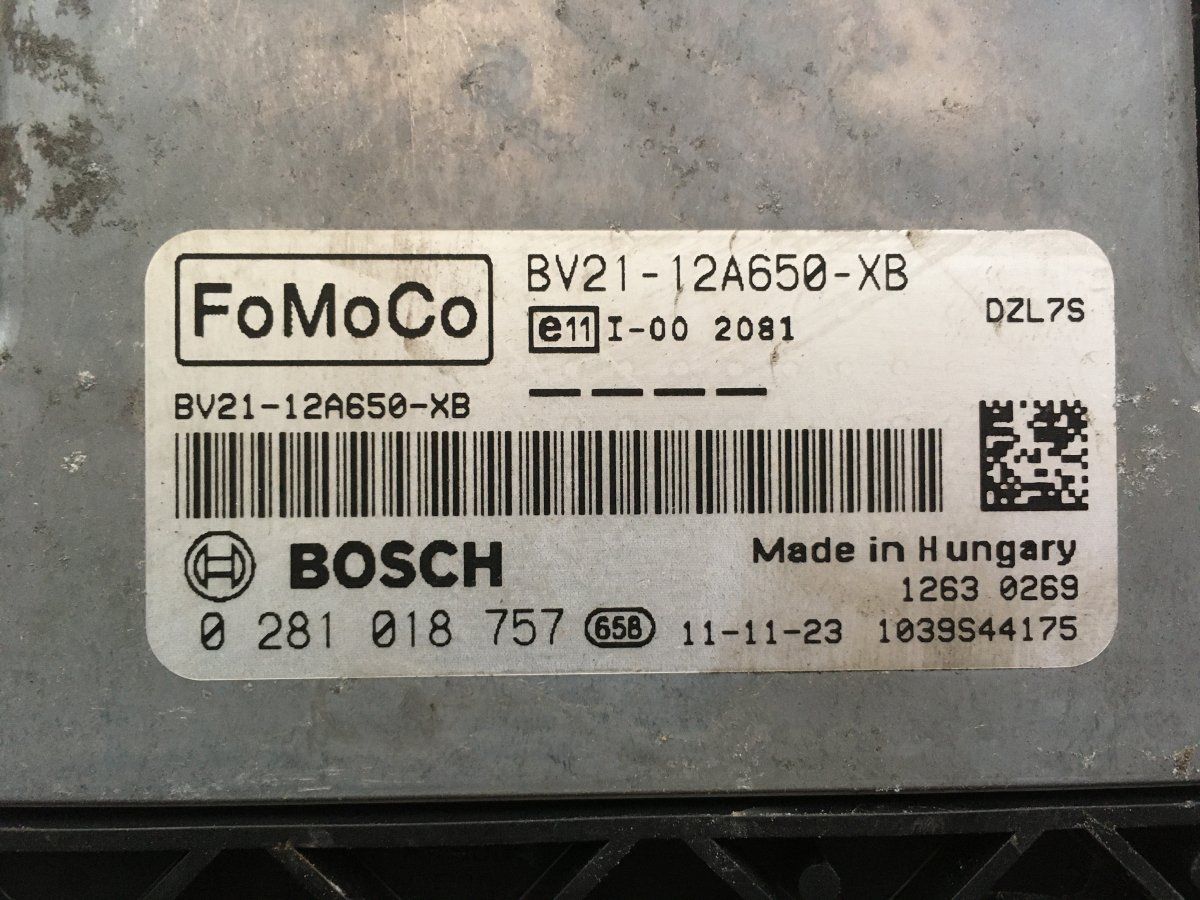 FoMoCo
BV21-12A650-XB
e11 I-00 2081
DZL7S
BV21-12A650-XB
BOSCH
Made in Hungary
1263 0269
0 281 018 757 65B 11-11-23 1039S44175